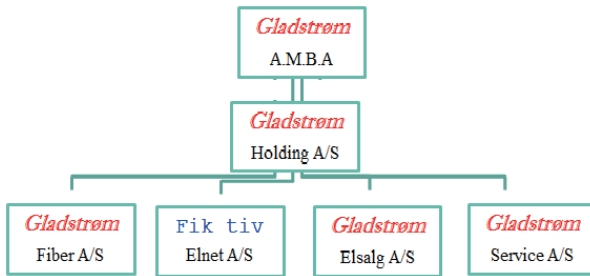 Gladstrøm
A.M.B.A
Gladstrøm
Holding A/S
Gladstrøm
Fiber A/S
Fik tiv
Elnet A/S
Gladstrøm
Elsalg A/S
Gladstrøm
Service A/S